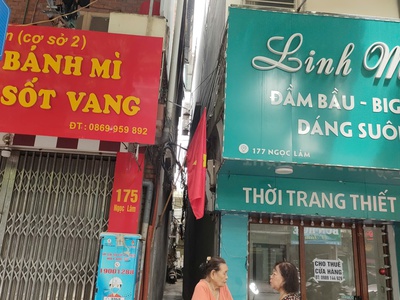 n (cơ sở 2)
BÁNH MÌ
SỐT VANG
ĐT: 0869 959 892
175
Ngọc Lâm
Linh M
ĐẦM BẦU - BIG
DÁNG SUÔ
177 NGỌC LÂM
THỜI TRANG THIẾT
CHO THUÊ
CỬA HÀNG